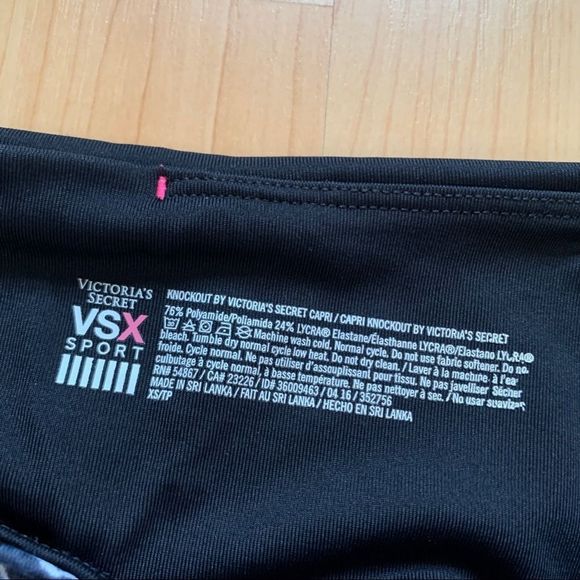 VICTORIA'S
SECRET
VSX
SPORT
KNOCKOUT BY VICTORIA'S SECRET CAPRI / CAPRI KNOCKOUT BY VICTORIA'S SECRET
76% Polyamide/Poliamida 24% LYCRA® Elastane/Élasthanne LYCRA®/Elastano LYCRA®
Machine wash cold. Normal cycle. Do not use fabric softener. Do no
bleach. Tumble dry normal cycle low heat. Do not dry clean. / Laver à la machine à l'ea
froide. Cycle normal. Ne pas utiliser d'assouplissant pour tissu. Ne pas javeliser Sécher
culbutage à cycle normal, à basse température. Ne pas nettoyer à sec. / No usar suaviz
RN# 54867 / CA# 23226 / ID# 36009463 / 04 16 / 352756
MADE IN SRI LANKA / FAIT AU SRI LANKA / HECHO EN SRI LANKA
XS/TP